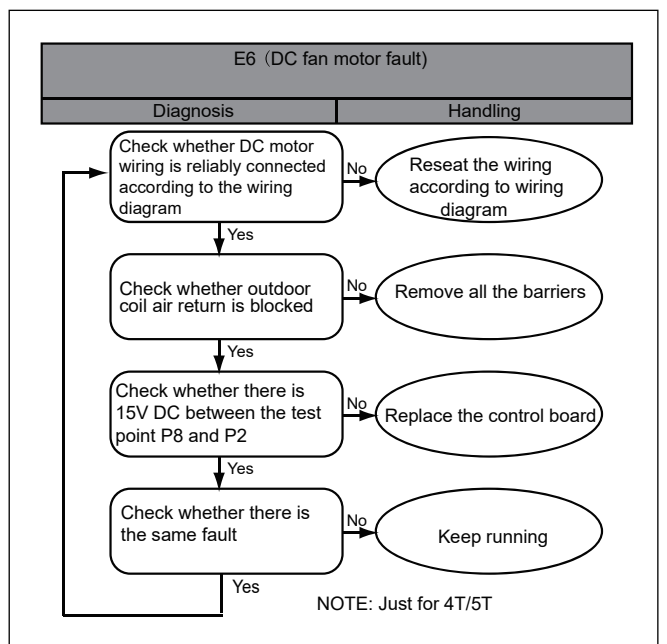 E6（DC fan motor fault)
Diagnosis
Handling
Check whether DC motor
wiring is reliably connected
according to the wiring
diagram
No
Reseat the wiring
according to wiring
diagram
Yes
Check whether outdoor
coil air return is blocked
No
Remove all the barriers
Yes
Check whether there is
15V DC between the test
point P8 and P2
No
Replace the control board
Yes
Check whether there is
the same fault
No
Keep running
Yes
NOTE: Just for 4T/5T